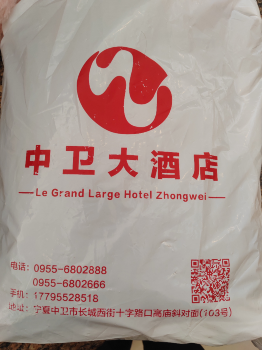 中卫大酒店
Le Grand Large Hotel Zhongwei
电话：0955-6802888
0955-6802666
手机：17795528518
地址：宁夏中卫市长城西街十字路口高庙斜对面(103号)